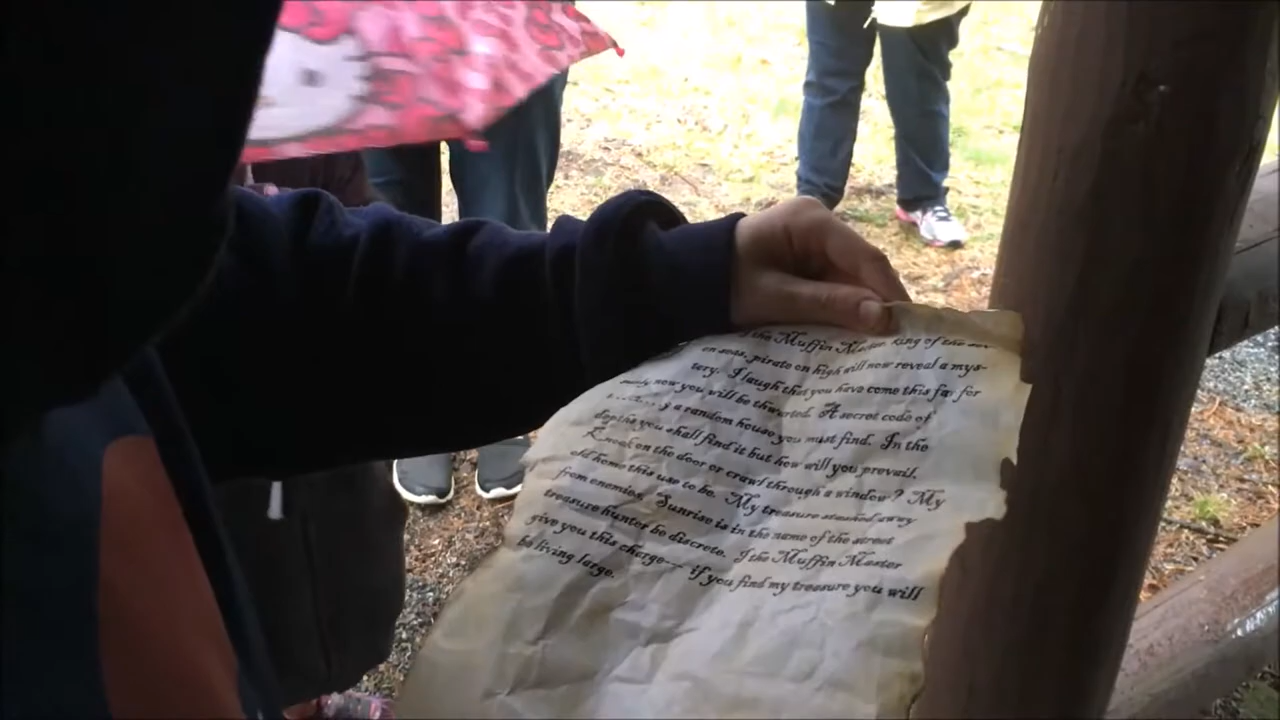 I the Muffin Master, king of the sev-
en seas, pirate on high will now reveal a mys-
tery. I laugh that you have come this far for
now you will be thwarted. A secret code of
y a random house you must find. In the
depths you shall find it but how will you prevail.
Knock on the door or crawl through a window? My
old home this use to be. My treasure stashed away
from enemies. Sunrise is in the name of the street
treasure hunter be discrete. I the Muffin Master
give you this charge--- if you find my treasure you will
be living large.